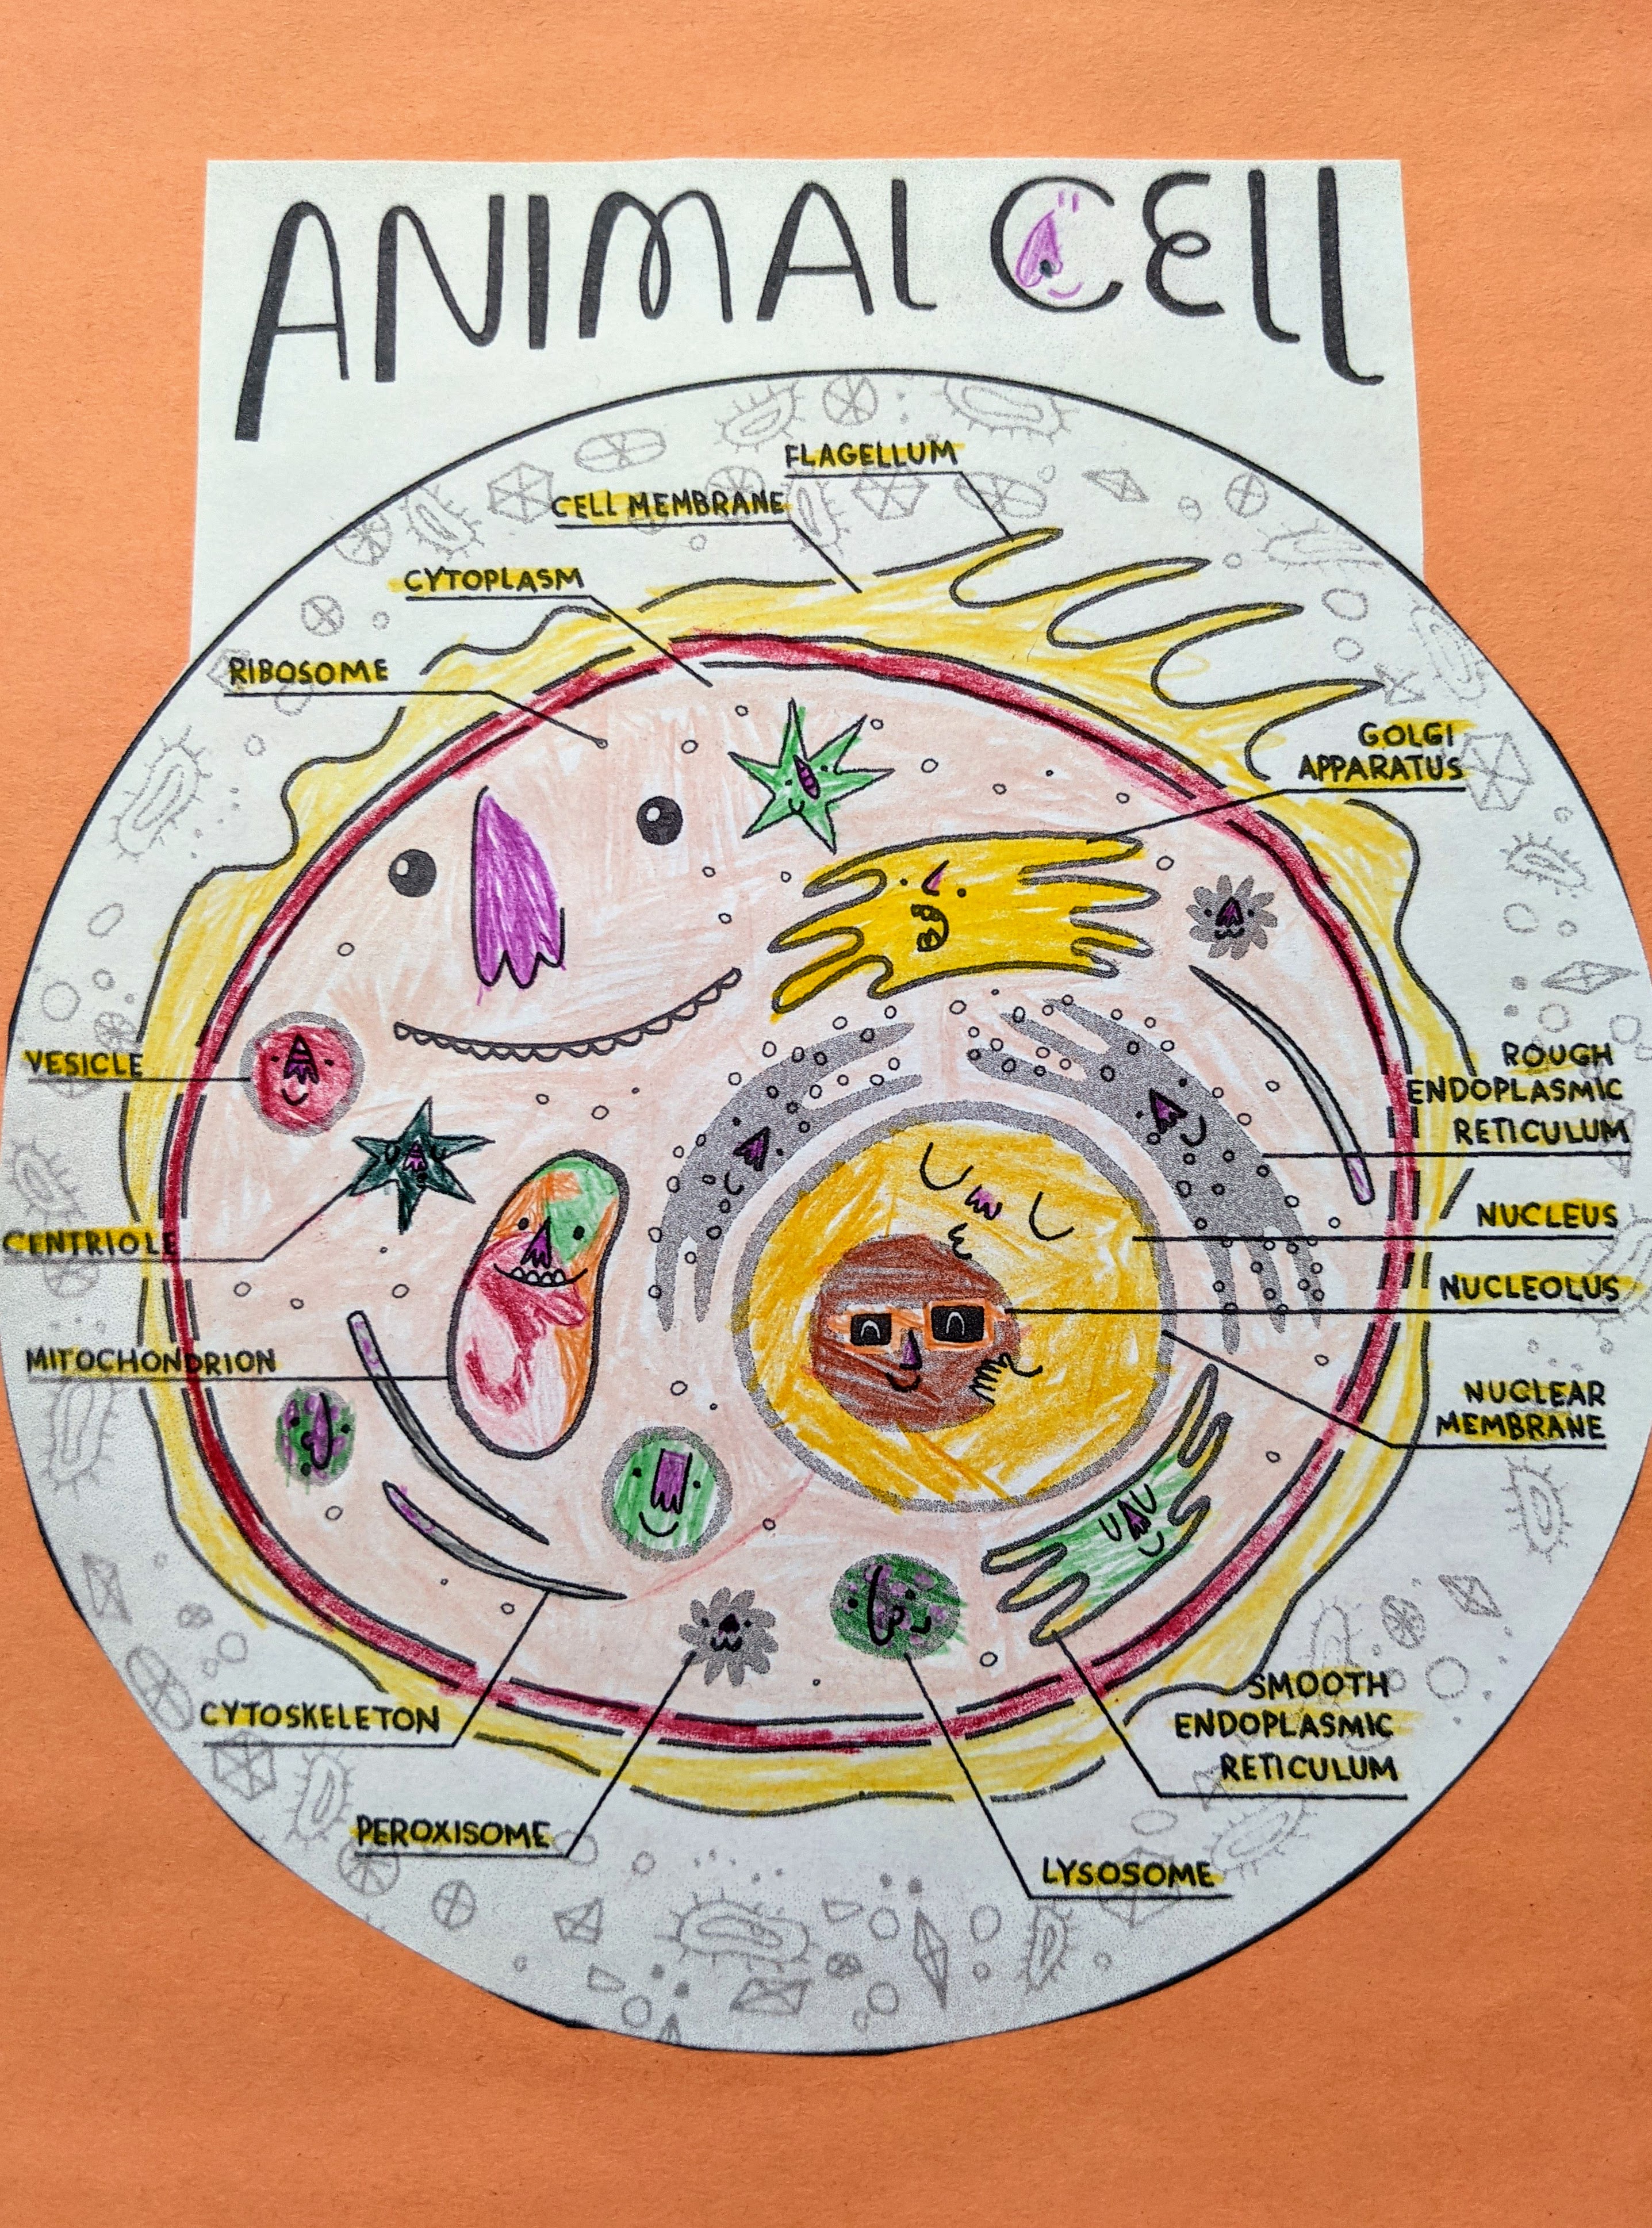 ANIMAL CELL
FLAGELLUM
CELL MEMBRANE
CYTOPLASM
RIBOSOME
GOLGI
APPARATUS
VESICLE
ROUGH
ENDOPLASMIC
RETICULUM
CENTRIOLE
NUCLEUS
NUCLEOLUS
MITOCHONDRION
NUCLEAR
MEMBRANE
CYTOSKELETON
SMOOTH
ENDOPLASMIC
RETICULUM
PEROXISOME
LYSOSOME